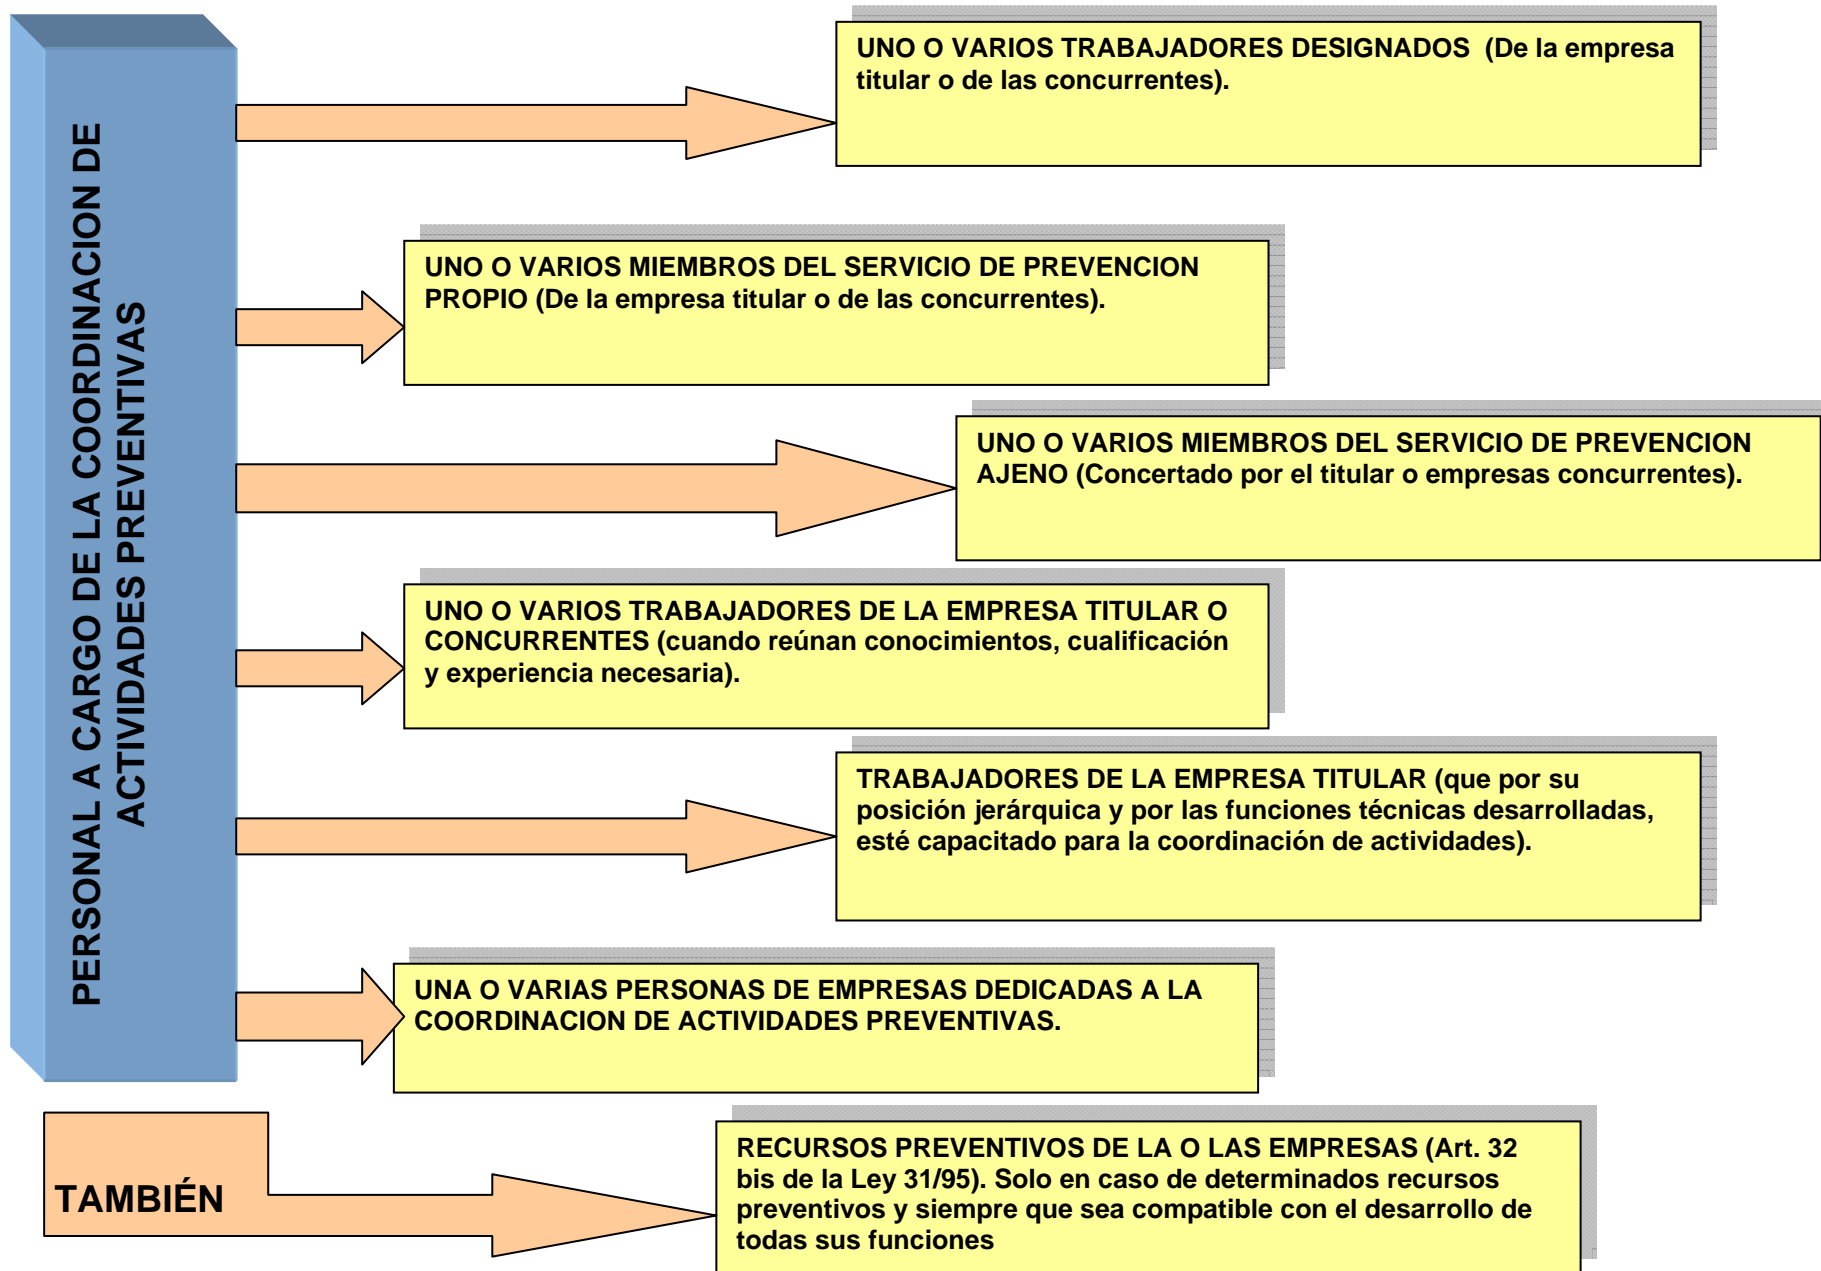 PERSONAL A CARGO DE LA COORDINACION DE
ACTIVIDADES PREVENTIVAS
UNO O VARIOS TRABAJADORES DESIGNADOS (De la empresa
titular o de las concurrentes).
UNO O VARIOS MIEMBROS DEL SERVICIO DE PREVENCION
PROPIO (De la empresa titular o de las concurrentes).
UNO O VARIOS MIEMBROS DEL SERVICIO DE PREVENCION
AJENO (Concertado por el titular o empresas concurrentes).
UNO O VARIOS TRABAJADORES DE LA EMPRESA TITULAR O
CONCURRENTES (cuando reúnan conocimientos, cualificación
y experiencia necesaria).
TRABAJADORES DE LA EMPRESA TITULAR (que por su
posición jerárquica y por las funciones técnicas desarrolladas,
esté capacitado para la coordinación de actividades).
UNA O VARIAS PERSONAS DE EMPRESAS DEDICADAS A LA
COORDINACION DE ACTIVIDADES PREVENTIVAS.
TAMBIÉN
RECURSOS PREVENTIVOS DE LA O LAS EMPRESAS (Art. 32
bis de la Ley 31/95). Solo en caso de determinados recursos
preventivos y siempre que sea compatible con el desarrollo de
todas sus funciones